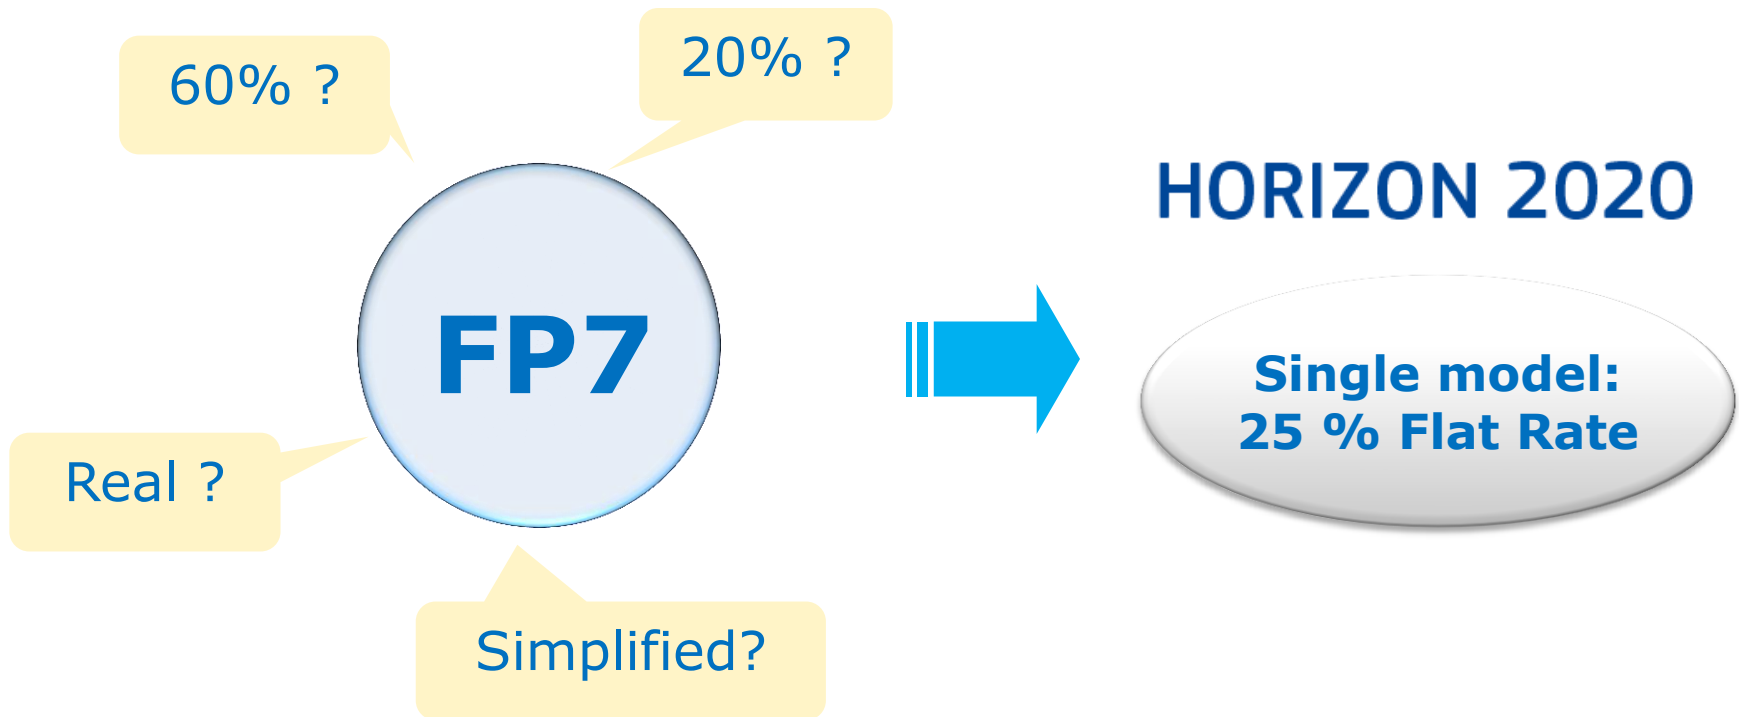 60% ?
20% ?
HORIZON 2020
FP7
Single model:
25 % Flat Rate
Real ?
Simplified?